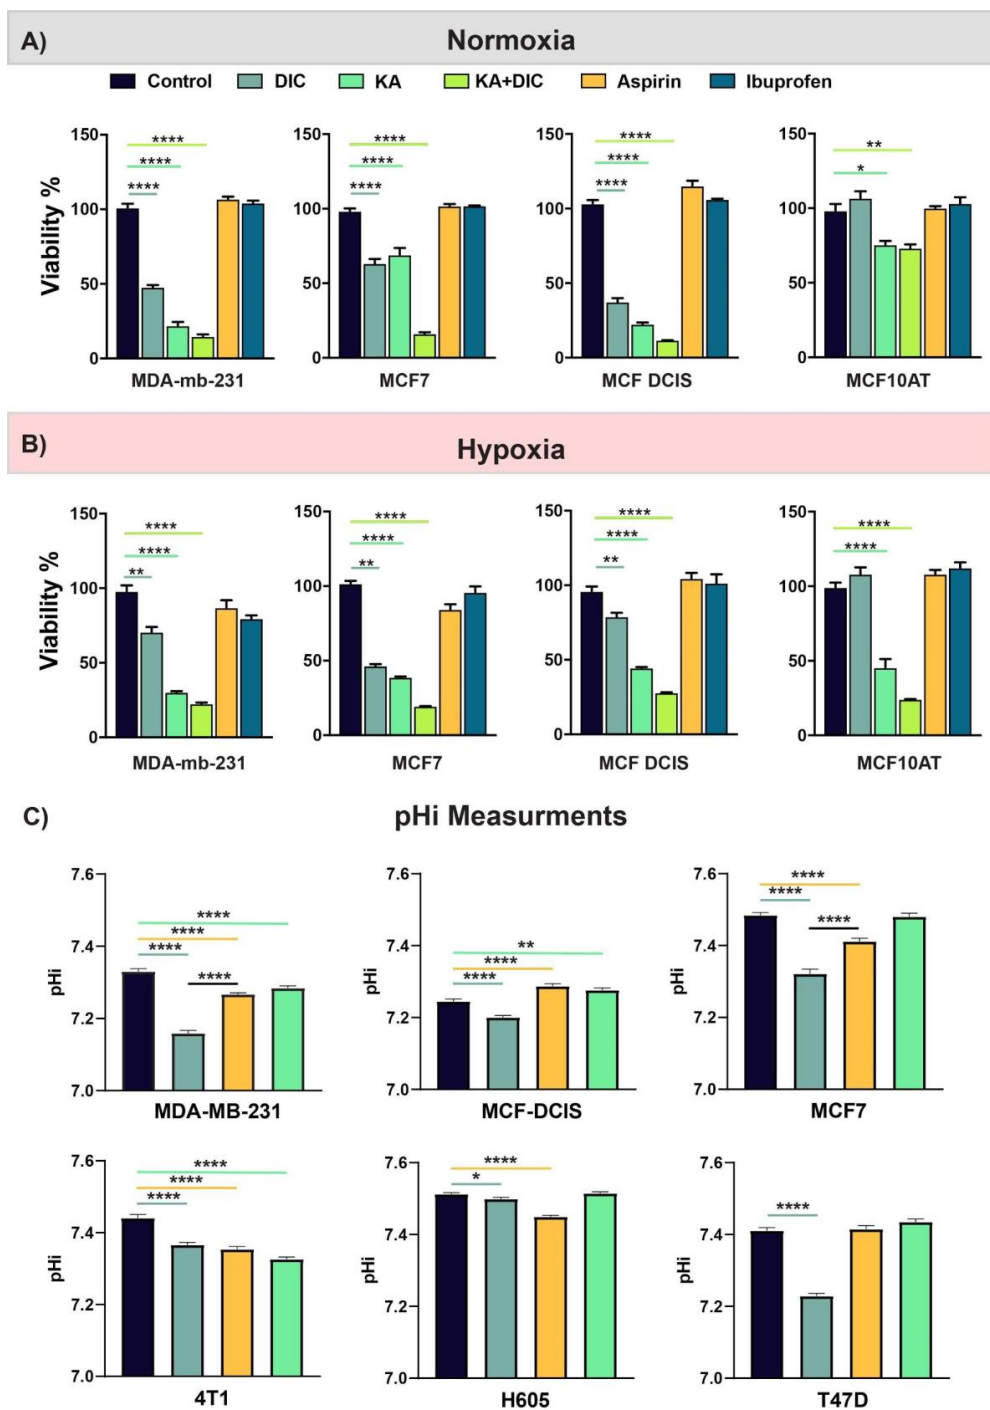 A) Normoxia
Control DIC KA KA+DIC Aspirin Ibuprofen
Viability %
150 100 50 0
**** **** ****
MDA-mb-231
150 100 50 0
**** **** ****
MCF7
150 100 50 0
**** **** ****
MCF DCIS
150 100 50 0
** *
MCF10AT
B) Hypoxia
Viability %
150 100 50 0
**** **** **
MDA-mb-231
150 100 50 0
**** **** **
MCF7
150 100 50 0
**** **** **
MCF DCIS
150 100 50 0
**** ****
MCF10AT
C) pHi Measurments
pHi
7.6 7.4 7.2 7.0
**** **** **** ****
MDA-MB-231
pHi
7.6 7.4 7.2 7.0
** **** ****
MCF-DCIS
pHi
7.6 7.4 7.2 7.0
**** **** ****
MCF7
pHi
7.6 7.4 7.2 7.0
**** **** ****
4T1
pHi
7.6 7.4 7.2 7.0
**** *
H605
pHi
7.6 7.4 7.2 7.0
****
T47D